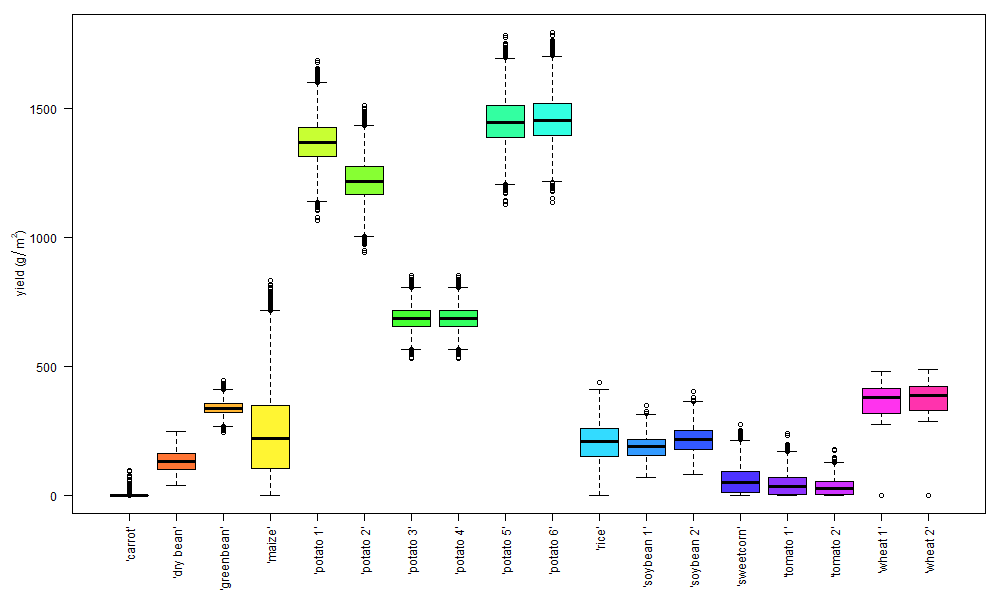 yield (g/m²)
1500
1000
500
0
'carrot'
'dry bean'
'greenbean'
'maize'
'potato 1'
'potato 2'
'potato 3'
'potato 4'
'potato 5'
'potato 6'
'rice'
'soybean 1'
'soybean 2'
'sweetcorn'
'tomato 1'
'tomato 2'
'wheat 1'
'wheat 2'